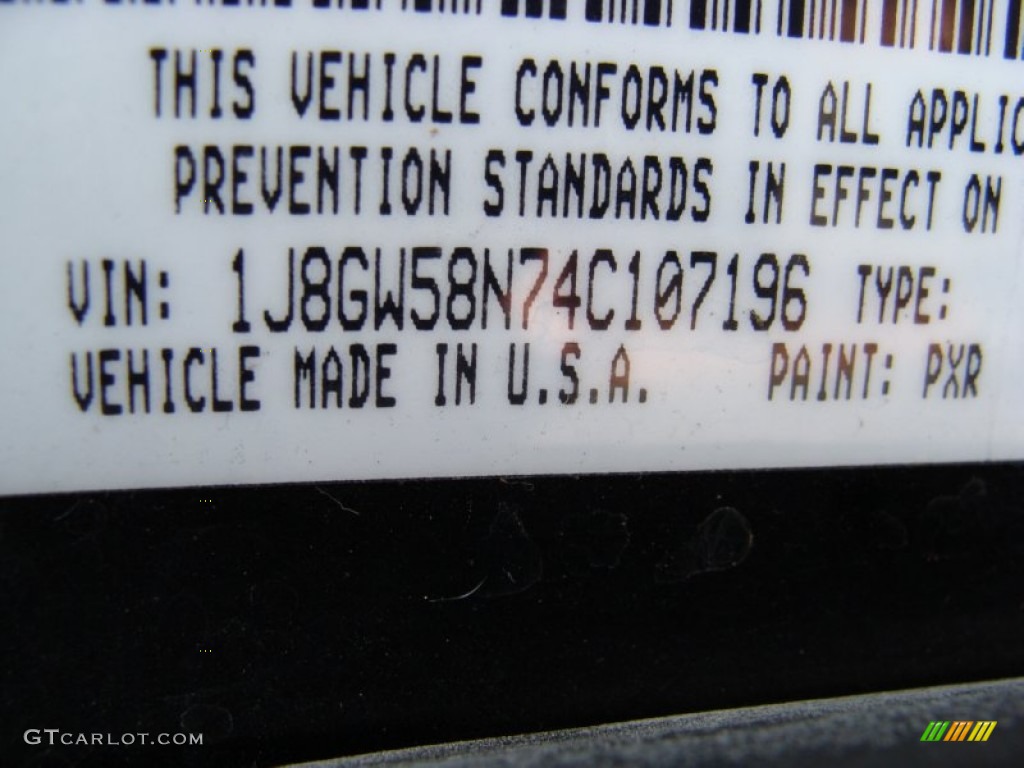 THIS VEHICLE CONFORMS TO ALL APPLIC
PREVENTION STANDARDS IN EFFECT ON
VIN: 1J8GW58N74C107196 TYPE:
VEHICLE MADE IN U.S.A. PAINT: PXR
GTCARLOT.COM